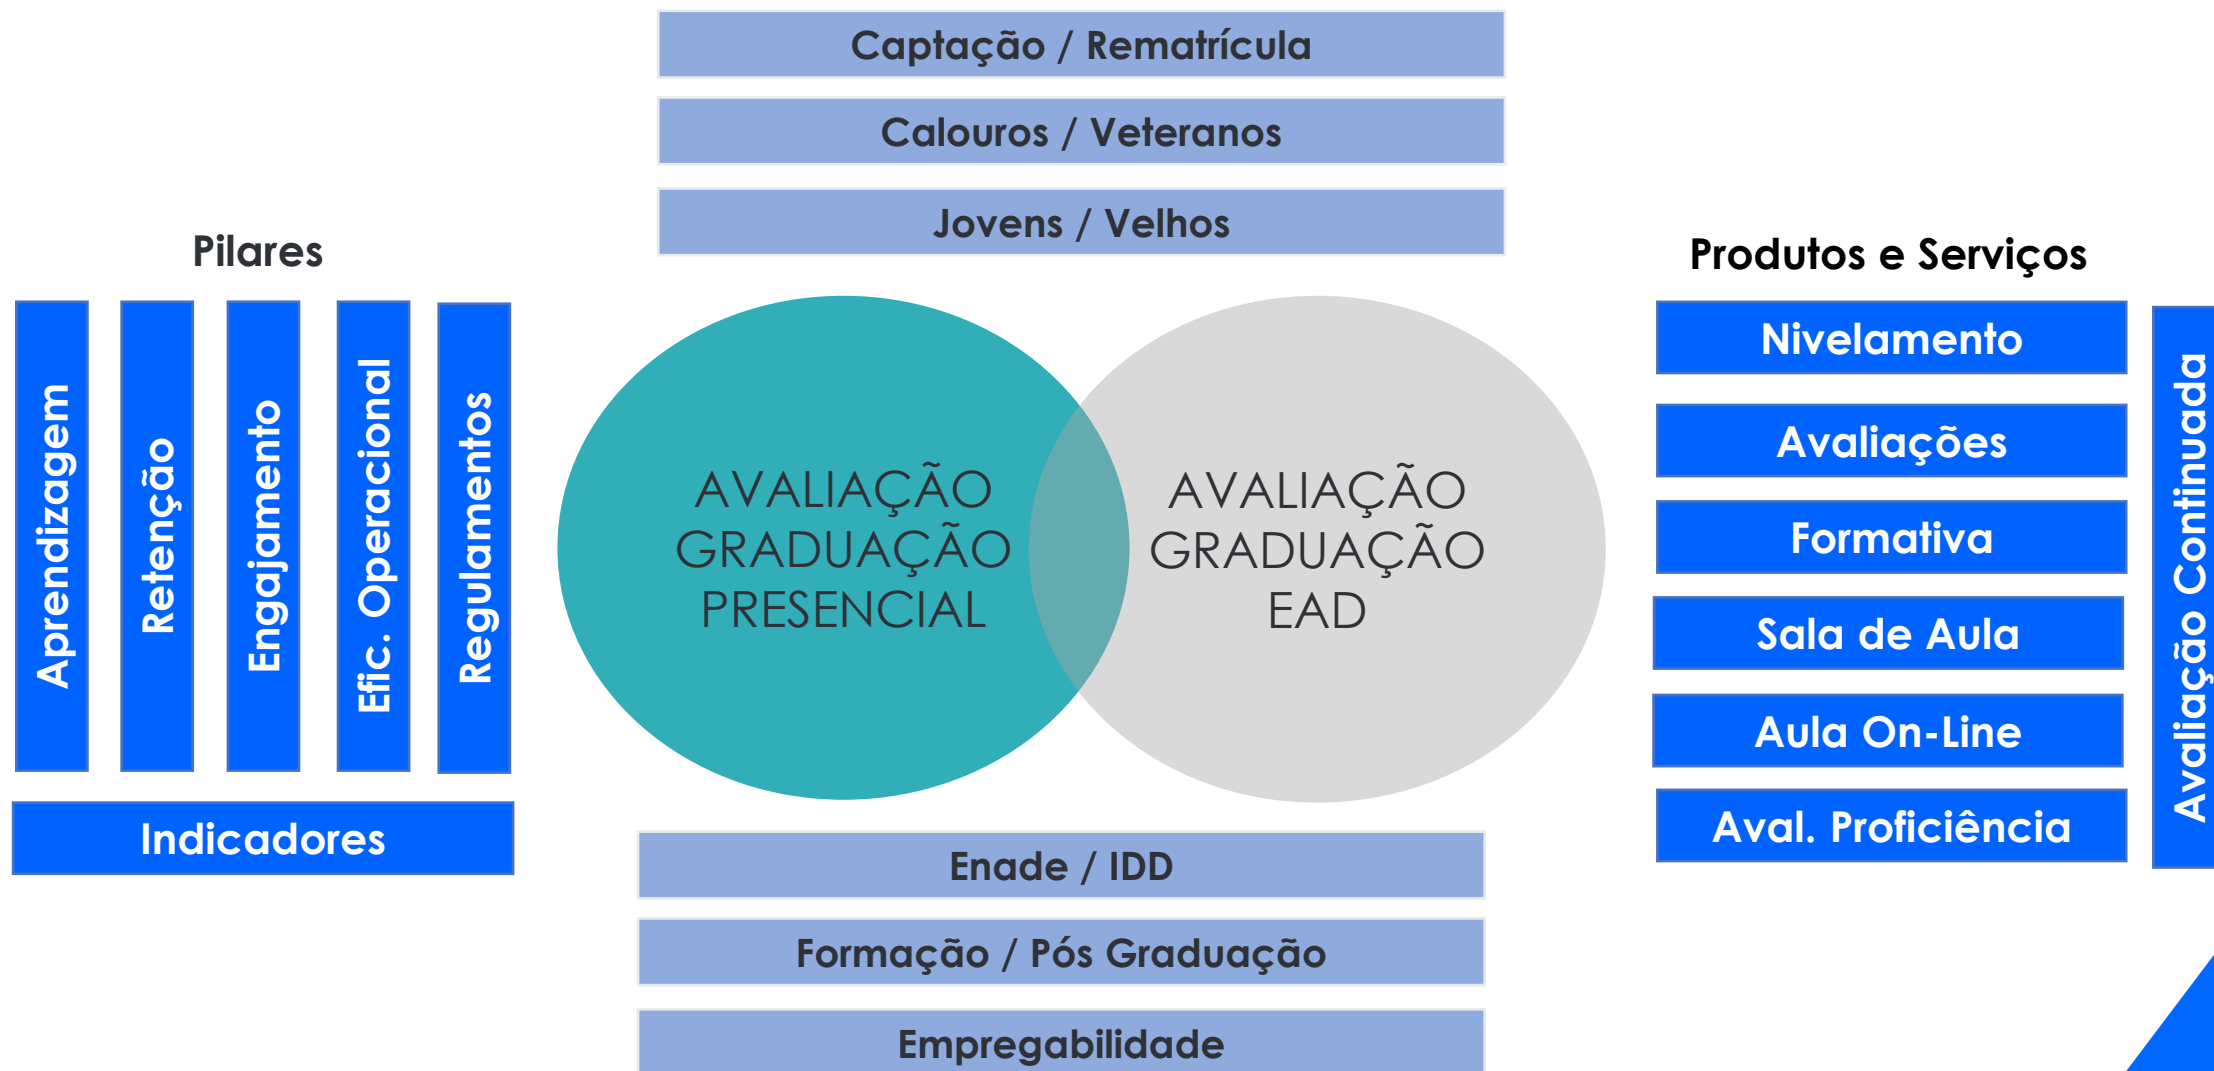 Captação / Rematrícula
Calouros / Veteranos
Jovens / Velhos
Pilares
Aprendizagem
Retenção
Engajamento
Efic. Operacional
Regulamentos
Indicadores
AVALIAÇÃO
GRADUAÇÃO
PRESENCIAL
AVALIAÇÃO
GRADUAÇÃO
EAD
Produtos e Serviços
Nivelamento
Avaliações
Formativa
Sala de Aula
Aula On-Line
Aval. Proficiência
Avaliação Continuada
Enade / IDD
Formação / Pós Graduação
Empregabilidade